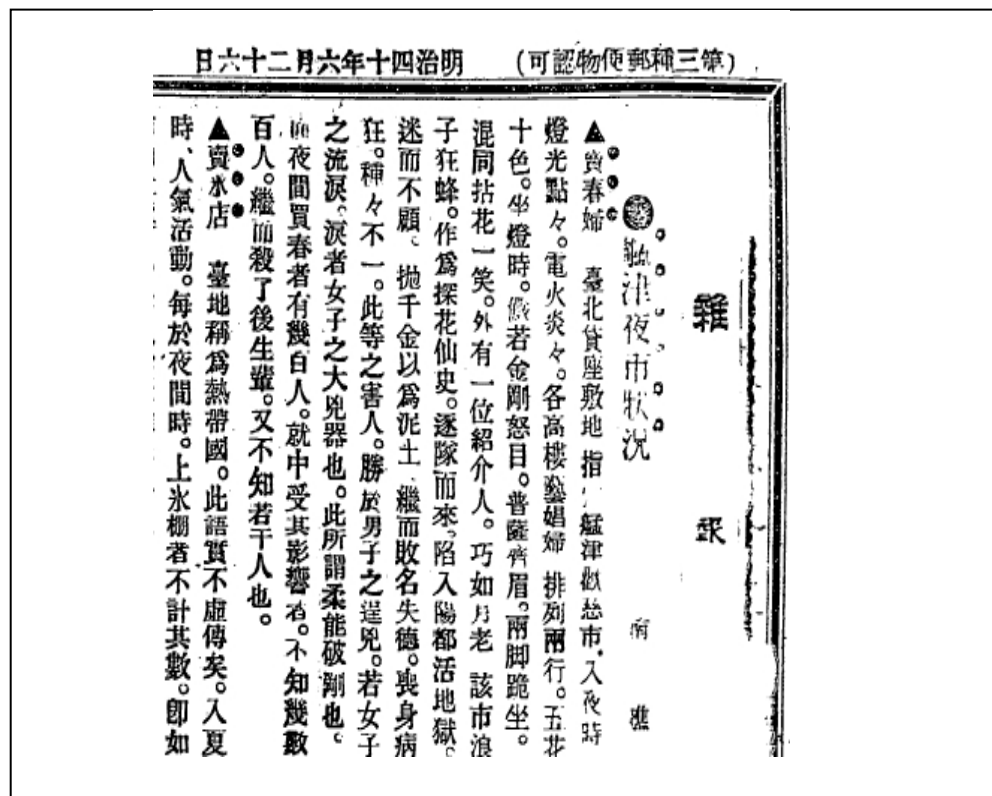 (第三種郵便物認可) 明治四十年六月二十六日
雜報
艋津夜市狀況 樵
▲賣春婦 臺北貸座敷地指 艋津歡慈市、入夜時
燈光點々。電火炎々。各高樓藝娼婦 排列兩行。五花
十色。坐燈時。儼若金剛怒目。普薩齊眉。兩脚跪坐。
混同拈花一笑。外有一位紹介人。巧如月老 該市浪
子狂蜂。作爲探花仙史。逐隊而來。陷入陽都活地獄。
迷而不顧。拋千金以爲泥土 繼而敗名失德。喪身病
狂。種々不一。此等之害人。勝於男子之逞兇。若女子
之流淚。淚者女子之大兇器也。此所謂柔能破剛也。
而夜間買春者有幾百人。就中受其影響者。不知幾數
百人。繼而殺了後生輩。又不知若干人也。
▲賣氷店 臺地稱爲熱帶國。此語實不虛傳矣。入夏
時、人氣活動。每於夜間時。上氷棚者不計其數。卽如